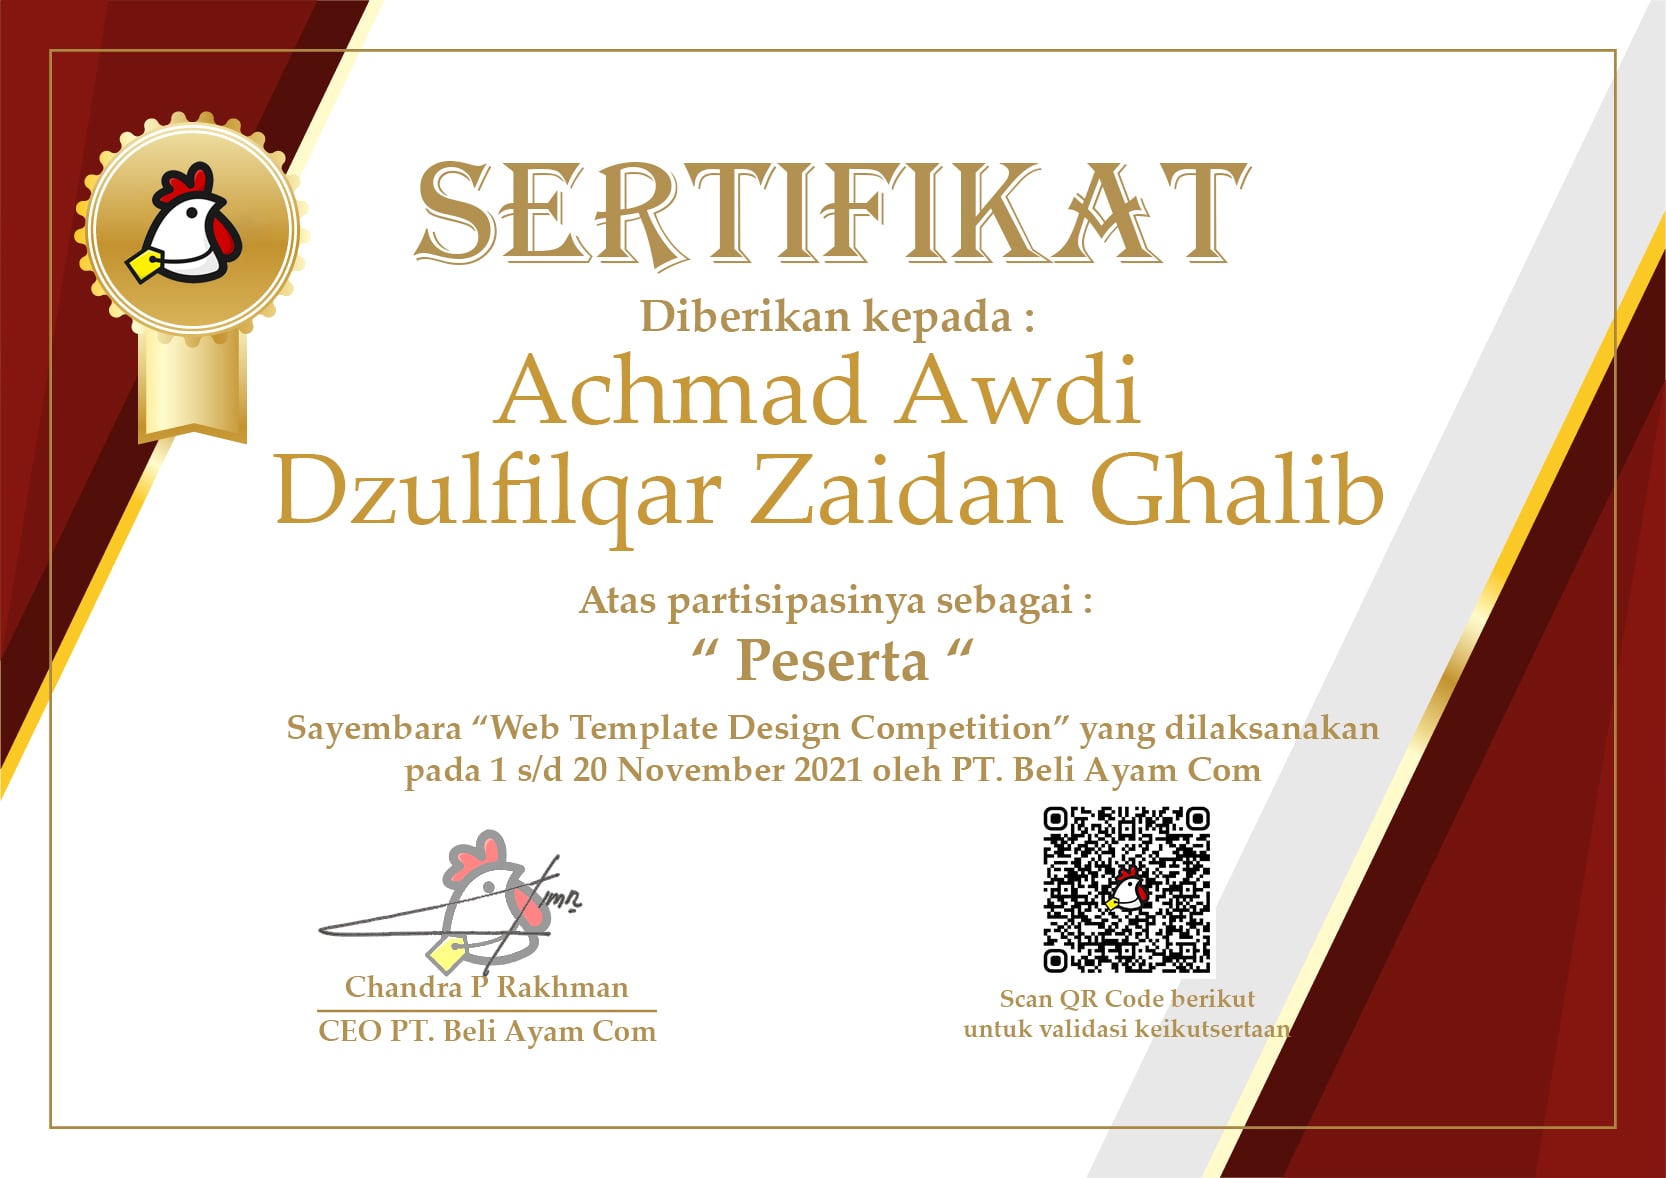 SERTIFIKAT
Diberikan kepada :
Achmad Awdi
Dzulfilqar Zaidan Ghalib
Atas partisipasinya sebagai :
“ Peserta “
Sayembara “Web Template Design Competition” yang dilaksanakan
pada 1 s/d 20 November 2021 oleh PT. Beli Ayam Com
Chandra P Rakhman
CEO PT. Beli Ayam Com
Scan QR Code berikut
untuk validasi keikutsertaan